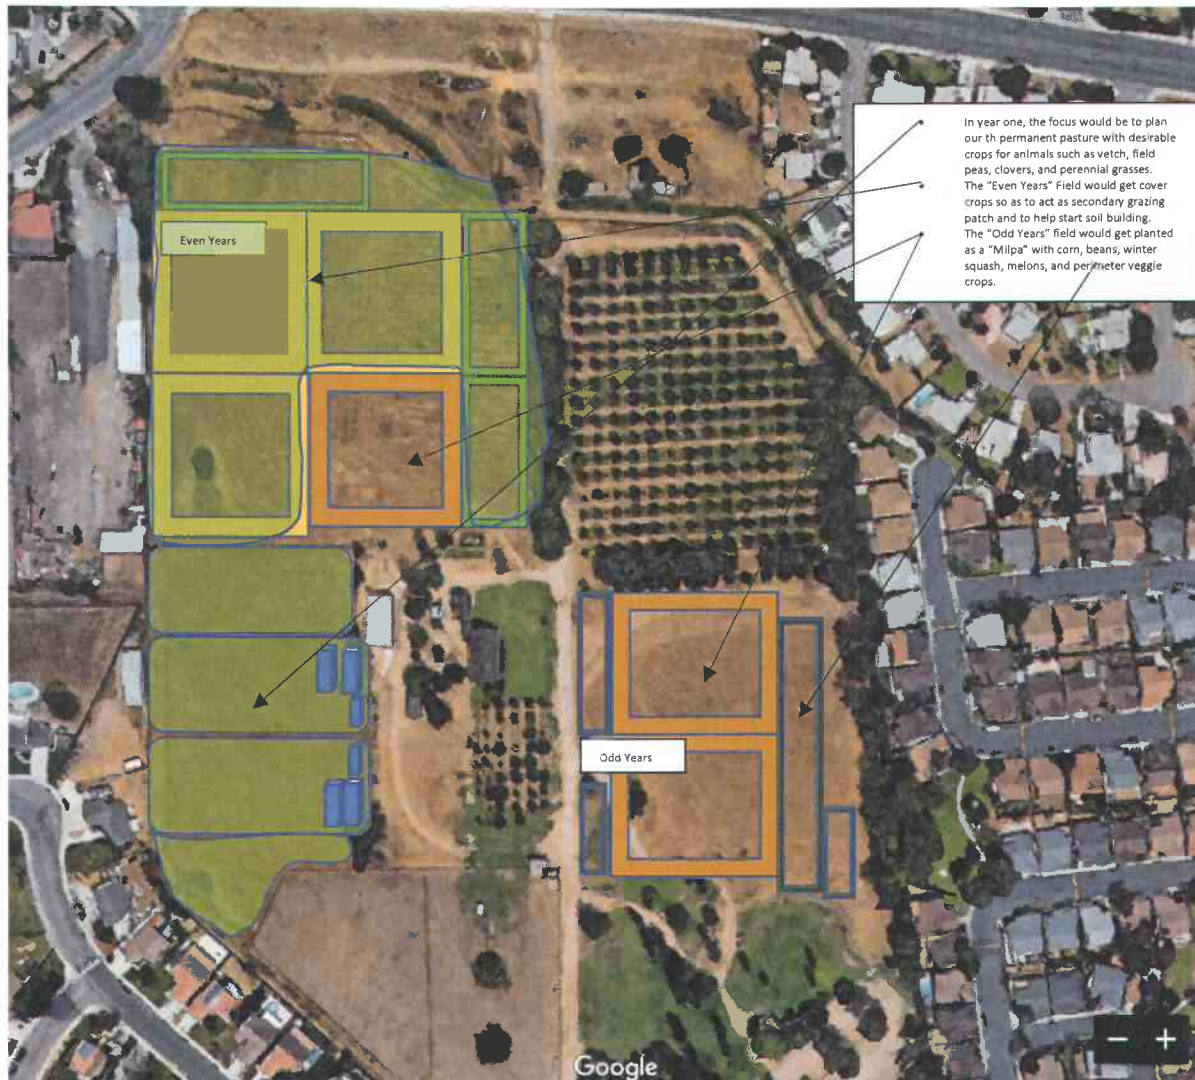 In year one, the focus would be to plan
our th permanent pasture with desirable
crops for animals such as vetch, field
peas, clovers, and perennial grasses.
The "Even Years" Field would get cover
crops so as to act as secondary grazing
patch and to help start soil building.
The "Odd Years" field would get planted
as a "Milpa" with corn, beans, winter
squash, melons, and perimeter veggie
crops.
Even Years
Odd Years
Google
− +